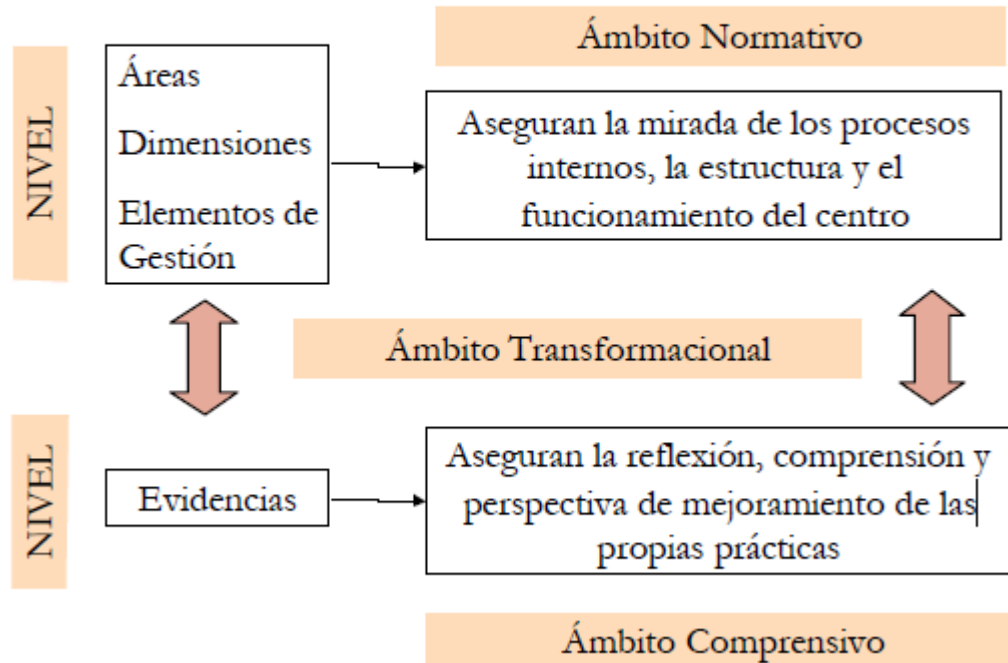 Ámbito Normativo
NIVEL
Áreas
Dimensiones
Elementos de
Gestión
Aseguran la mirada de los procesos
internos, la estructura y el
funcionamiento del centro
Ámbito Transformacional
NIVEL
Evidencias
Aseguran la reflexión, comprensión y
perspectiva de mejoramiento de las
propias prácticas
Ámbito Comprensivo